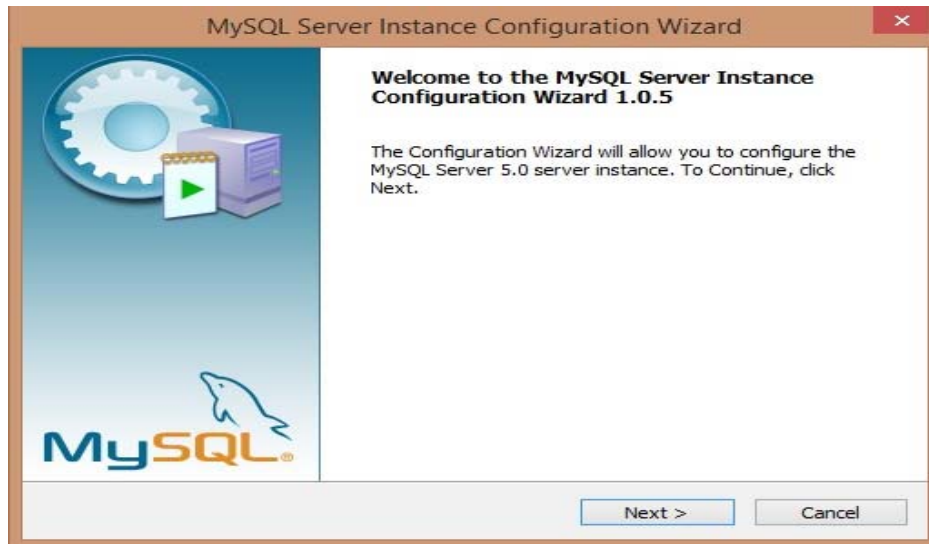 MySQL Server Instance Configuration Wizard
Welcome to the MySQL Server Instance
Configuration Wizard 1.0.5
The Configuration Wizard will allow you to configure the
MySQL Server 5.0 server instance. To Continue, click
Next.
MySQL®
Next >
Cancel